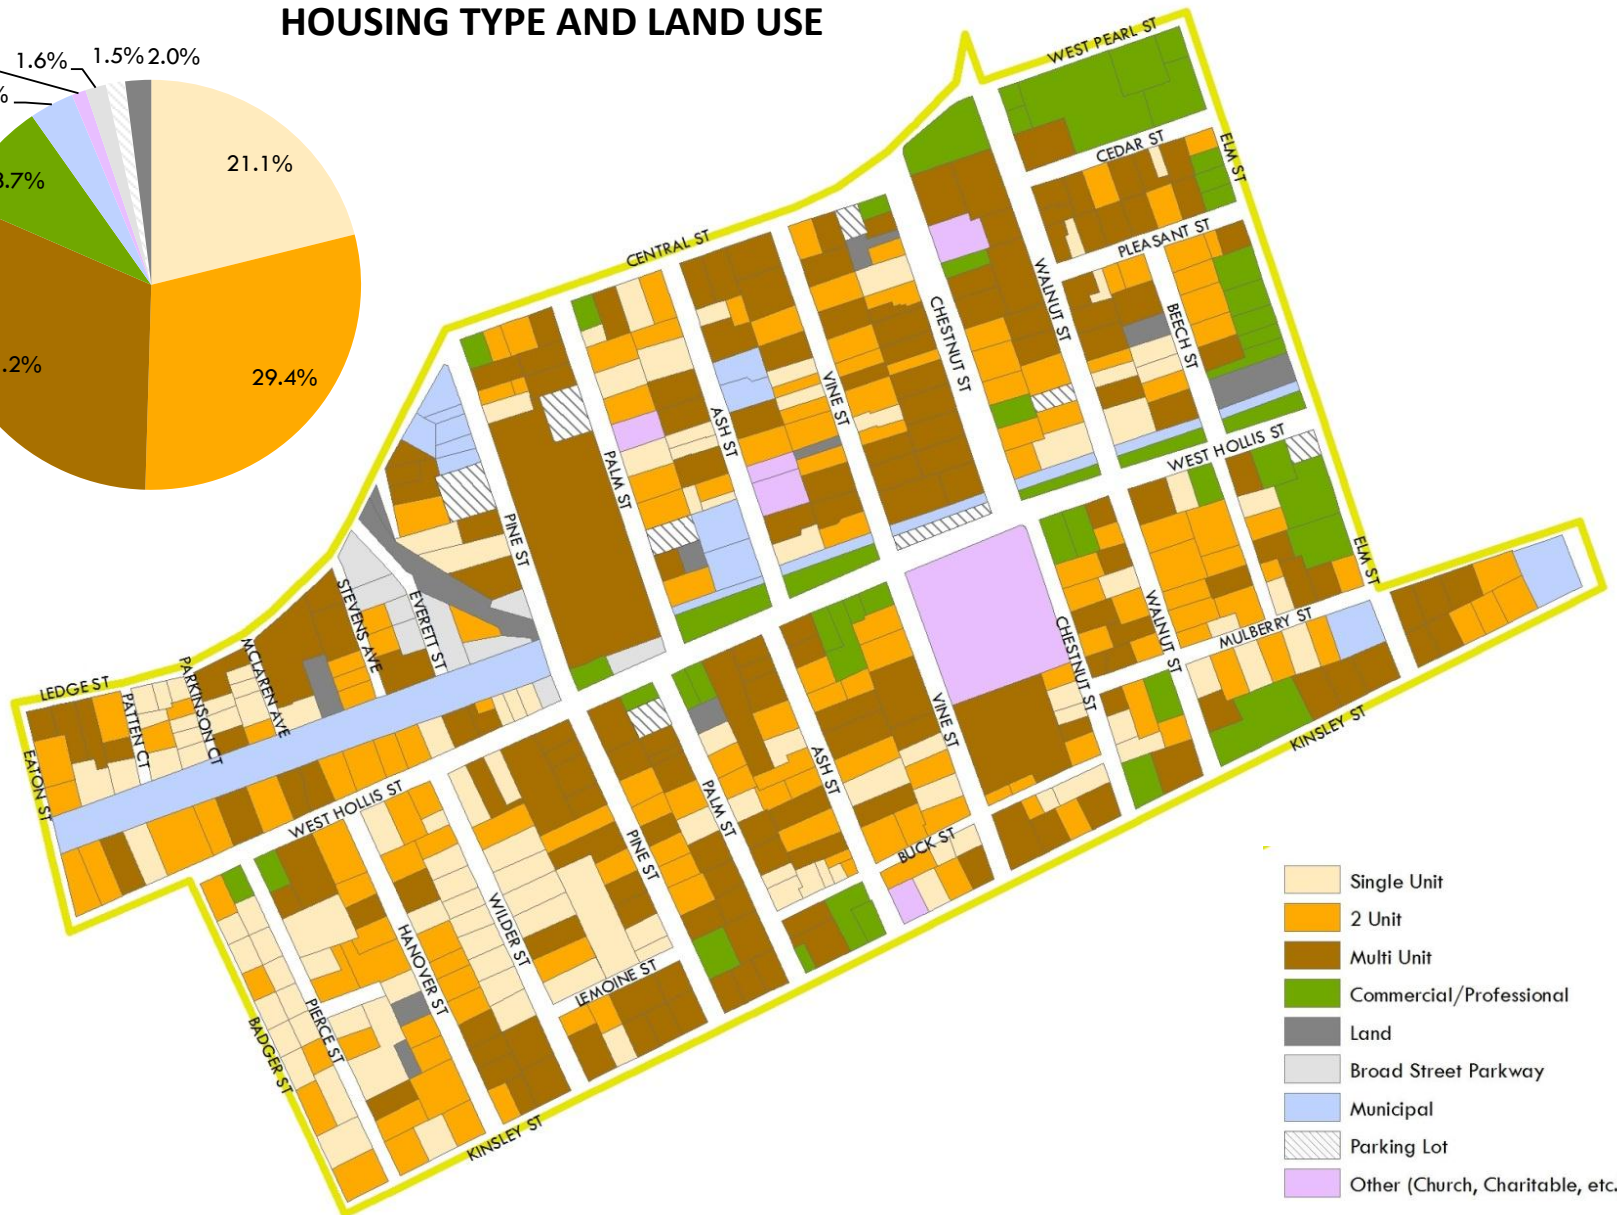 HOUSING TYPE AND LAND USE
1.6%
1.5%
2.0%
%
21.1%
.7%
.2%
29.4%
WEST PEARL ST
CEDAR ST
ELM ST
PLEASANT ST
CENTRAL ST
WALNUT ST
BEECH ST
CHESTNUT ST
VINE ST
ASH ST
PALM ST
PINE ST
WEST HOLLIS ST
ELM ST
STEVENS AVE
EVERETT ST
MCLAREN AVE
PARKINSON CT
PATTEN CT
LEDGE ST
EATON ST
WALNUT ST
MULBERRY ST
CHESTNUT ST
KINSLEY ST
VINE ST
ASH ST
PALM ST
BUCK ST
PINE ST
WEST HOLLIS ST
WILDER ST
LEMOINE ST
HANOVER ST
PIERCE ST
BADGER ST
KINSLEY ST
Single Unit
2 Unit
Multi Unit
Commercial/Professional
Land
Broad Street Parkway
Municipal
Parking Lot
Other (Church, Charitable, etc.